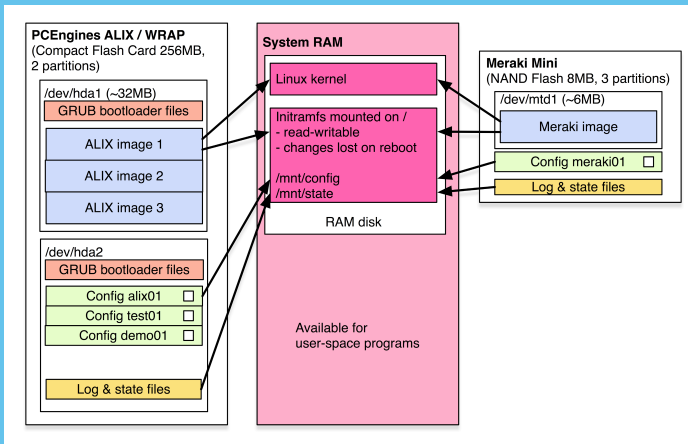 PCEngines ALIX / WRAP
(Compact Flash Card 256MB,
2 partitions)
/dev/hda1 (~32MB)
GRUB bootloader files
ALIX image 1
ALIX image 2
ALIX image 3
/dev/hda2
GRUB bootloader files
Config alix01
Config test01
Config demo01
Log & state files
System RAM
Linux kernel
Initramfs mounted on /
- read-writable
- changes lost on reboot
/mnt/config
/mnt/state
RAM disk
Available for
user-space programs
Meraki Mini
(NAND Flash 8MB, 3 partitions)
/dev/mtd1 (~6MB)
Meraki image
Config meraki01
Log & state files